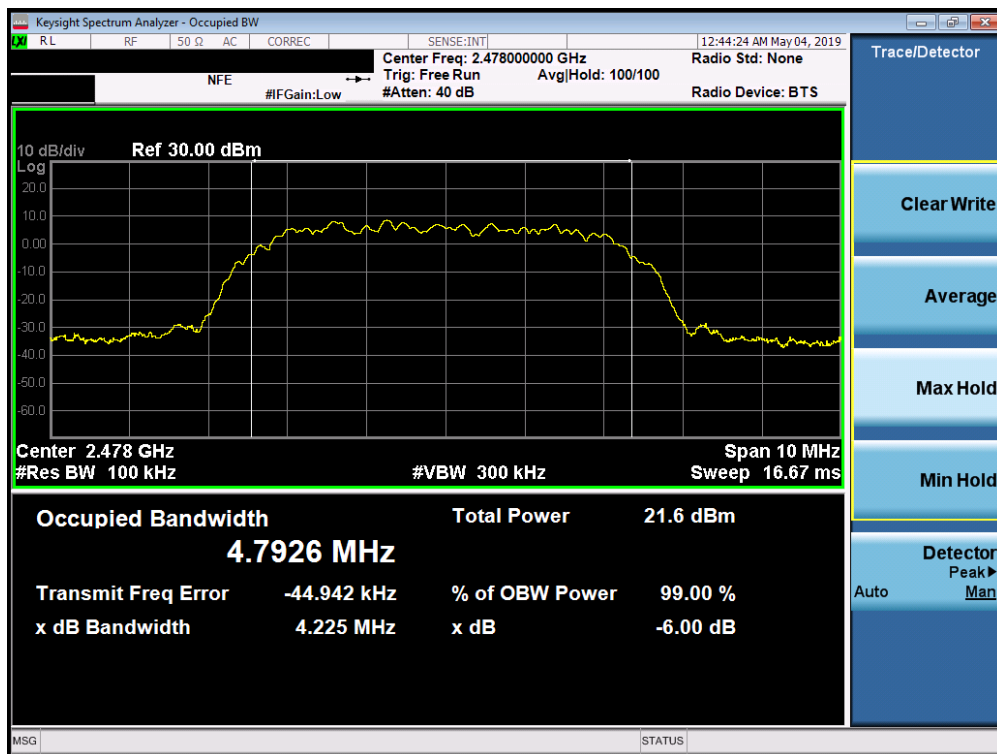 Keysight Spectrum Analyzer - Occupied BW
LXI RL RF 50 Ω AC CORREC SENSE:INT 12:44:24 AM May 04, 2019
Center Freq: 2.478000000 GHz Radio Std: None
NFE Trig: Free Run Avg|Hold: 100/100
#IFGain:Low #Atten: 40 dB Radio Device: BTS
10 dB/div Ref 30.00 dBm
Log
20.0
10.0
0.00
-10.0
-20.0
-30.0
-40.0
-50.0
-60.0
Center 2.478 GHz Span 10 MHz
#Res BW 100 kHz #VBW 300 kHz Sweep 16.67 ms
Occupied Bandwidth Total Power 21.6 dBm
4.7926 MHz
Transmit Freq Error -44.942 kHz % of OBW Power 99.00 %
x dB Bandwidth 4.225 MHz x dB -6.00 dB
MSG STATUS
Trace/Detector
Clear Write
Average
Max Hold
Min Hold
Detector
Peak▶
Auto Man